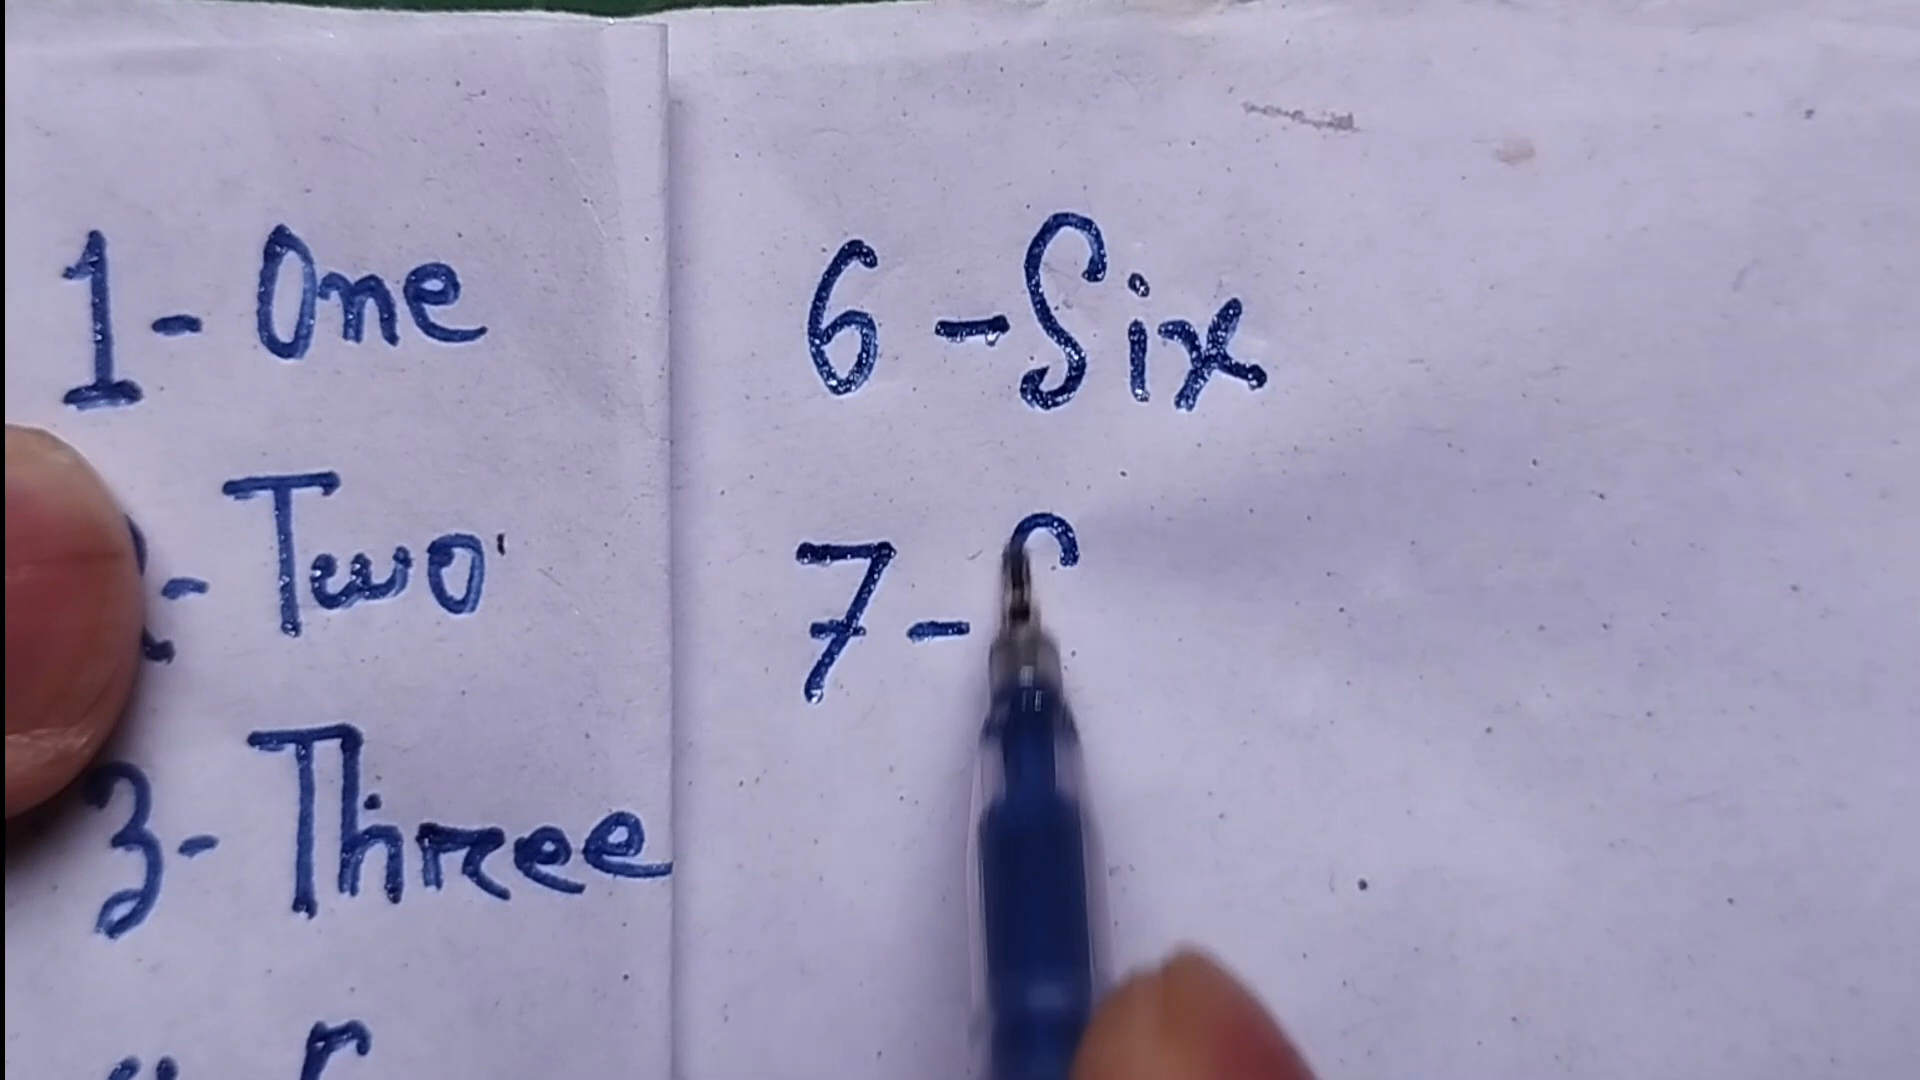 1 - One
- Two
3 - Three
6 - Six
7 -